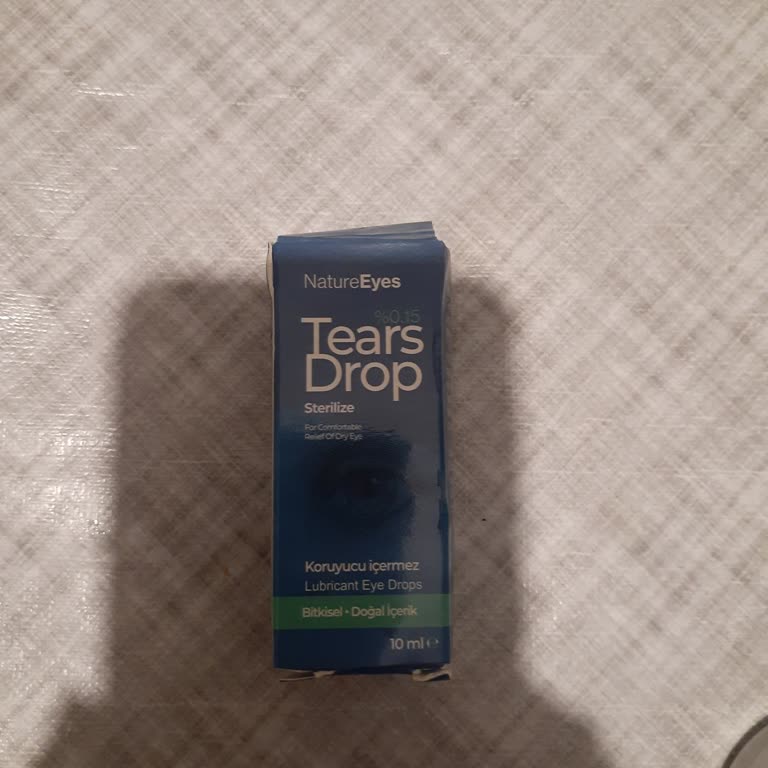 NatureEyes
%0.15
Tears
Drop
Sterilize
For Comfortable
Relief Of Dry Eye
Koruyucu içermez
Lubricant Eye Drops
Bitkisel • Doğal İçerik
10 ml ℮